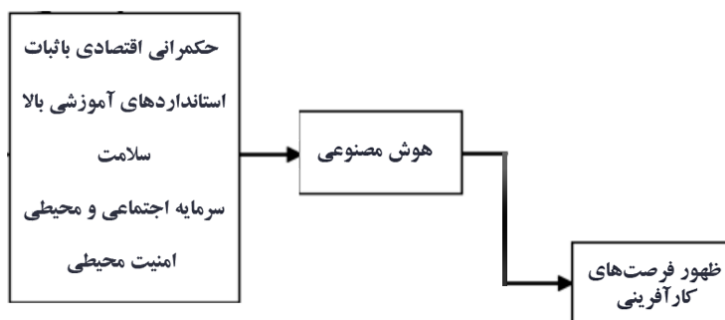 حکمرانی اقتصادی باثبات
استانداردهای آموزشی بالا
سلامت
سرمایه اجتماعی و محیطی
امنیت محیطی
هوش مصنوعی
ظهور فرصت‌های
کارآفرینی